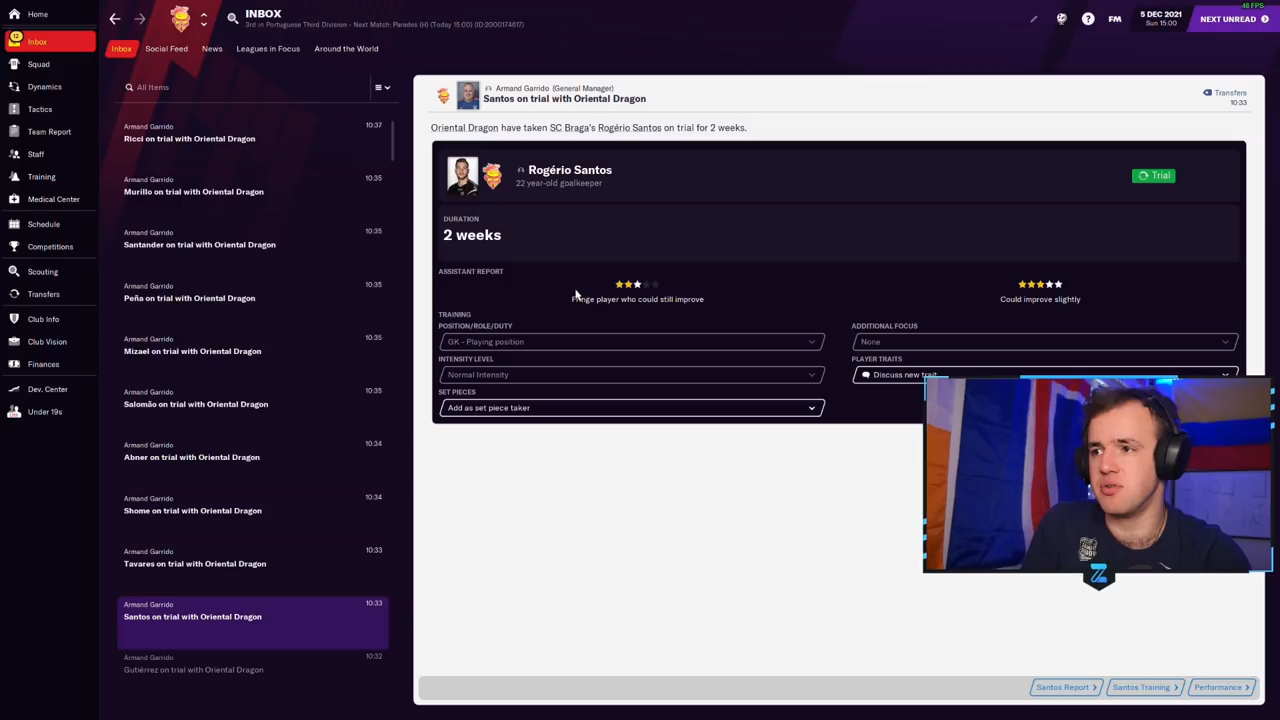 48 FPS
INBOX
3rd in Portuguese Third Division - Next Match: Paredes (H) (Today 15:00) (ID:2000174617)
FM
5 DEC 2021
Sun 15:00
NEXT UNREAD
Home
12
Inbox
Squad
Dynamics
Tactics
Team Report
Staff
Training
Medical Center
Schedule
Competitions
Scouting
Transfers
Club Info
Club Vision
Finances
Dev. Center
Under 19s
Inbox
Social Feed
News
Leagues in Focus
Around the World
All Items
Armand Garrido 10:37
Ricci on trial with Oriental Dragon
Armand Garrido 10:35
Murillo on trial with Oriental Dragon
Armand Garrido 10:35
Santander on trial with Oriental Dragon
Armand Garrido 10:35
Peña on trial with Oriental Dragon
Armand Garrido 10:35
Mizael on trial with Oriental Dragon
Armand Garrido 10:35
Salomão on trial with Oriental Dragon
Armand Garrido 10:34
Abner on trial with Oriental Dragon
Armand Garrido 10:34
Shome on trial with Oriental Dragon
Armand Garrido 10:33
Tavares on trial with Oriental Dragon
Armand Garrido 10:33
Santos on trial with Oriental Dragon
Armand Garrido 10:32
Gutiérrez on trial with Oriental Dragon
Armand Garrido (General Manager)
Santos on trial with Oriental Dragon
Transfers
10:33
Oriental Dragon have taken SC Braga's Rogério Santos on trial for 2 weeks.
Rogério Santos
22 year-old goalkeeper
Trial
DURATION
2 weeks
ASSISTANT REPORT
Fringe player who could still improve
Could improve slightly
TRAINING
POSITION/ROLE/DUTY
GK - Playing position
ADDITIONAL FOCUS
None
INTENSITY LEVEL
Normal Intensity
PLAYER TRAITS
Discuss new trait
SET PIECES
Add as set piece taker
Santos Report
Santos Training
Performance